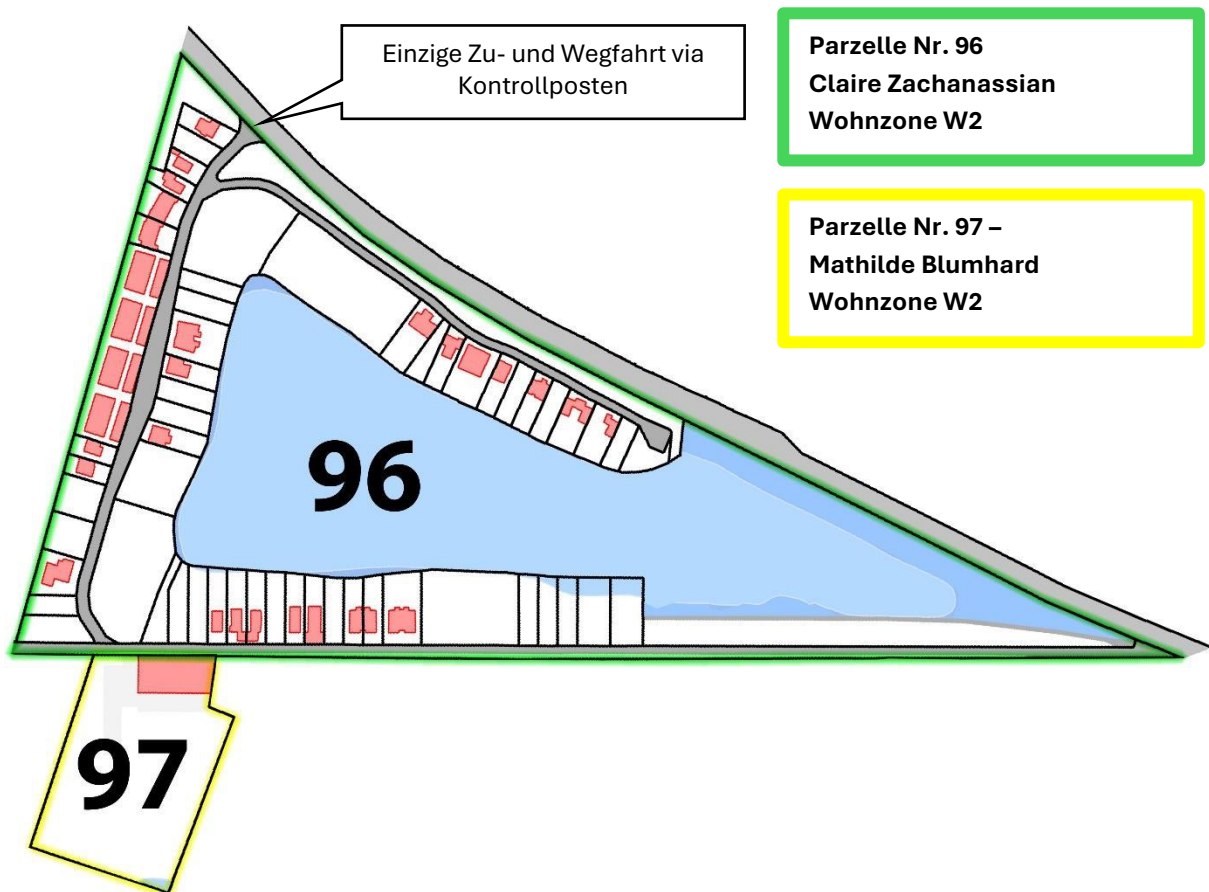 Einzige Zu- und Wegfahrt via
Kontrollposten
Parzelle Nr. 96
Claire Zachanassian
Wohnzone W2
Parzelle Nr. 97 –
Mathilde Blumhard
Wohnzone W2
96
97